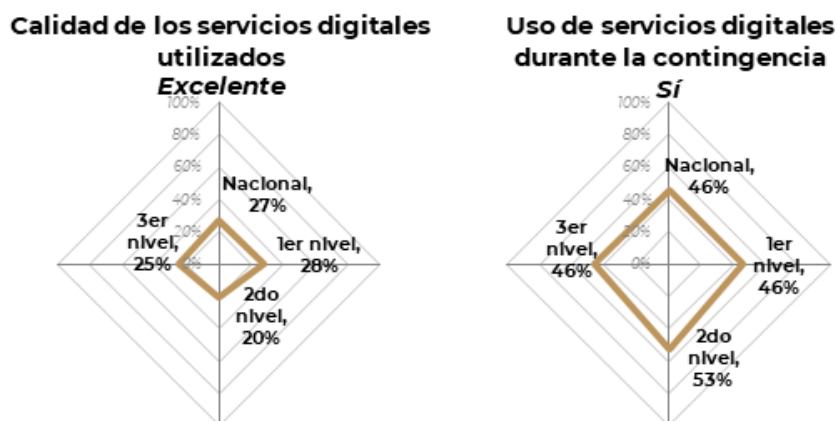 Calidad de los servicios digitales
utilizados
Excelente
100%
80%
60%
40%
20%
0%
Nacional,
27%
1er nivel,
28%
2do
nivel,
20%
3er
nivel,
25%
Uso de servicios digitales
durante la contingencia
Sí
100%
80%
60%
40%
20%
0%
Nacional,
46%
1er
nivel,
46%
2do
nivel,
53%
3er
nivel,
46%